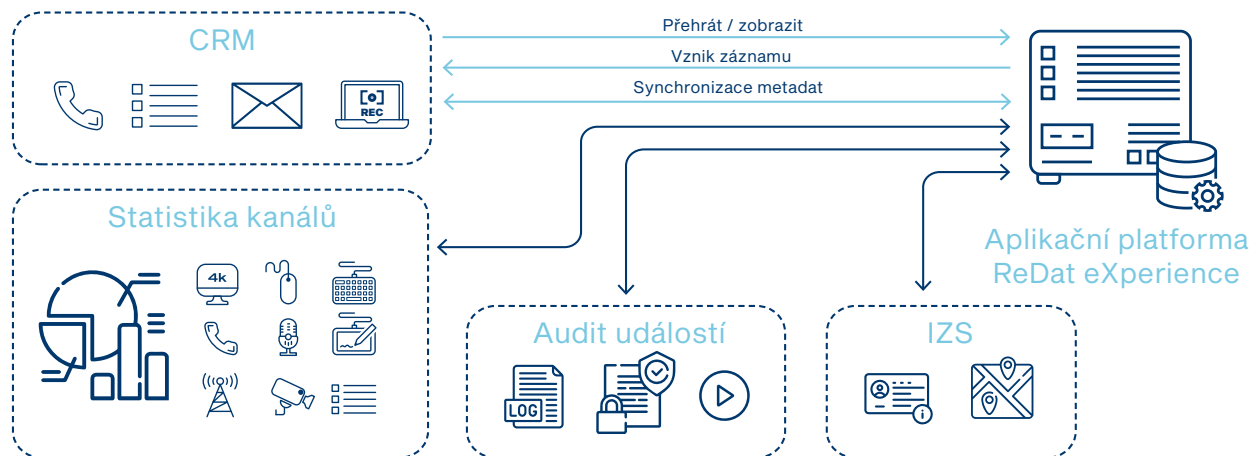 CRM
REC
Přehrát / zobrazit
Vznik záznamu
Synchronizace metadat
Aplikační platforma
ReDat eXperience
Statistika kanálů
4k
Audit událostí
LOG
IZS